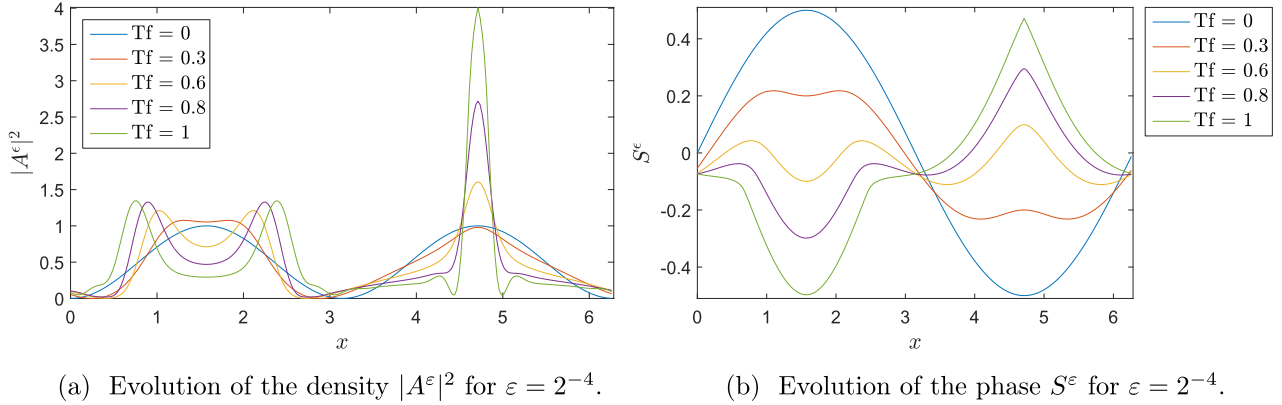 Tf = 0
Tf = 0.3
Tf = 0.6
Tf = 0.8
Tf = 1
|A^ϵ|^2
4
3.5
3
2.5
2
1.5
1
0.5
0
0 1 2 3 4 5 6
x
Tf = 0
Tf = 0.3
Tf = 0.6
Tf = 0.8
Tf = 1
S^ϵ
0.4
0.2
0
-0.2
-0.4
0 1 2 3 4 5 6
x
(a) Evolution of the density |A^ε|^2 for ε = 2^{-4}.
(b) Evolution of the phase S^ε for ε = 2^{-4}.